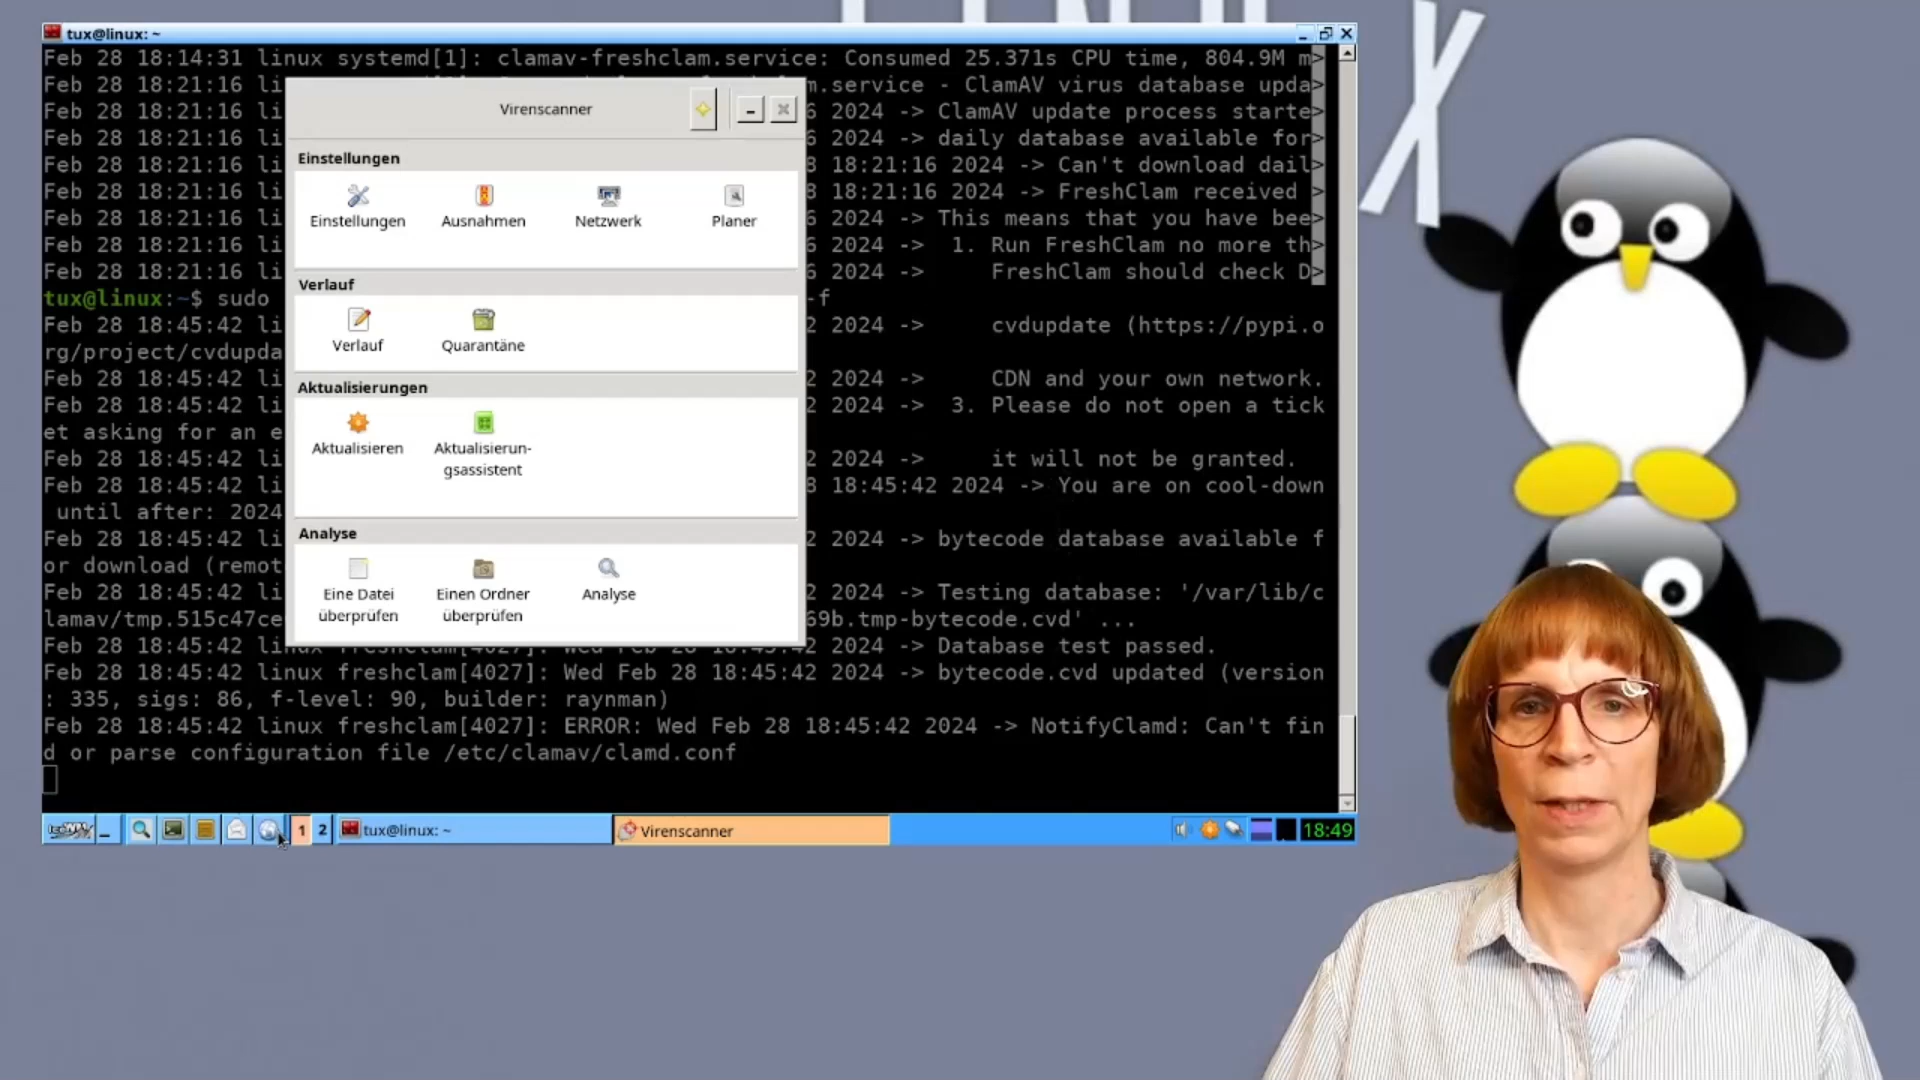 tux@linux: ~
Feb 28 18:14:31 linux systemd[1]: clamav-freshclam.service: Consumed 25.371s CPU time, 804.9M m>
Feb 28 18:21:16 li m.service - ClamAV virus database upda>
Feb 28 18:21:16 li 6 2024 -> ClamAV update process starte>
Feb 28 18:21:16 li 6 2024 -> daily database available for>
Feb 28 18:21:16 li 8 18:21:16 2024 -> Can't download dail>
Feb 28 18:21:16 li 8 18:21:16 2024 -> FreshClam received >
Feb 28 18:21:16 li 6 2024 -> This means that you have bee>
Feb 28 18:21:16 li 6 2024 -> 1. Run FreshClam no more th>
Feb 28 18:21:16 li 6 2024 -> FreshClam should check D>
tux@linux:~$ sudo -f
Feb 28 18:45:42 li 2 2024 -> cvdupdate (https://pypi.o
rg/project/cvdupda
Feb 28 18:45:42 li 2 2024 -> CDN and your own network.
Feb 28 18:45:42 li 2 2024 -> 3. Please do not open a tick
et asking for an e
Feb 28 18:45:42 li 2 2024 -> it will not be granted.
Feb 28 18:45:42 li 8 18:45:42 2024 -> You are on cool-down
until after: 2024
Feb 28 18:45:42 li 2 2024 -> bytecode database available f
or download (remot
Feb 28 18:45:42 li 2 2024 -> Testing database: '/var/lib/c
lamav/tmp.515c47ce 69b.tmp-bytecode.cvd' ...
Feb 28 18:45:42 2 2024 -> Database test passed.
Feb 28 18:45:42 linux freshclam[4027]: Wed Feb 28 18:45:42 2024 -> bytecode.cvd updated (version
: 335, sigs: 86, f-level: 90, builder: raynman)
Feb 28 18:45:42 linux freshclam[4027]: ERROR: Wed Feb 28 18:45:42 2024 -> NotifyClamd: Can't fin
d or parse configuration file /etc/clamav/clamd.conf
Virenscanner
Einstellungen
Einstellungen Ausnahmen Netzwerk Planer
Verlauf
Verlauf Quarantäne
Aktualisierungen
Aktualisieren Aktualisierun-
gsassistent
Analyse
Eine Datei Einen Ordner Analyse
überprüfen überprüfen
1 2 tux@linux: ~ Virenscanner 18:49
X